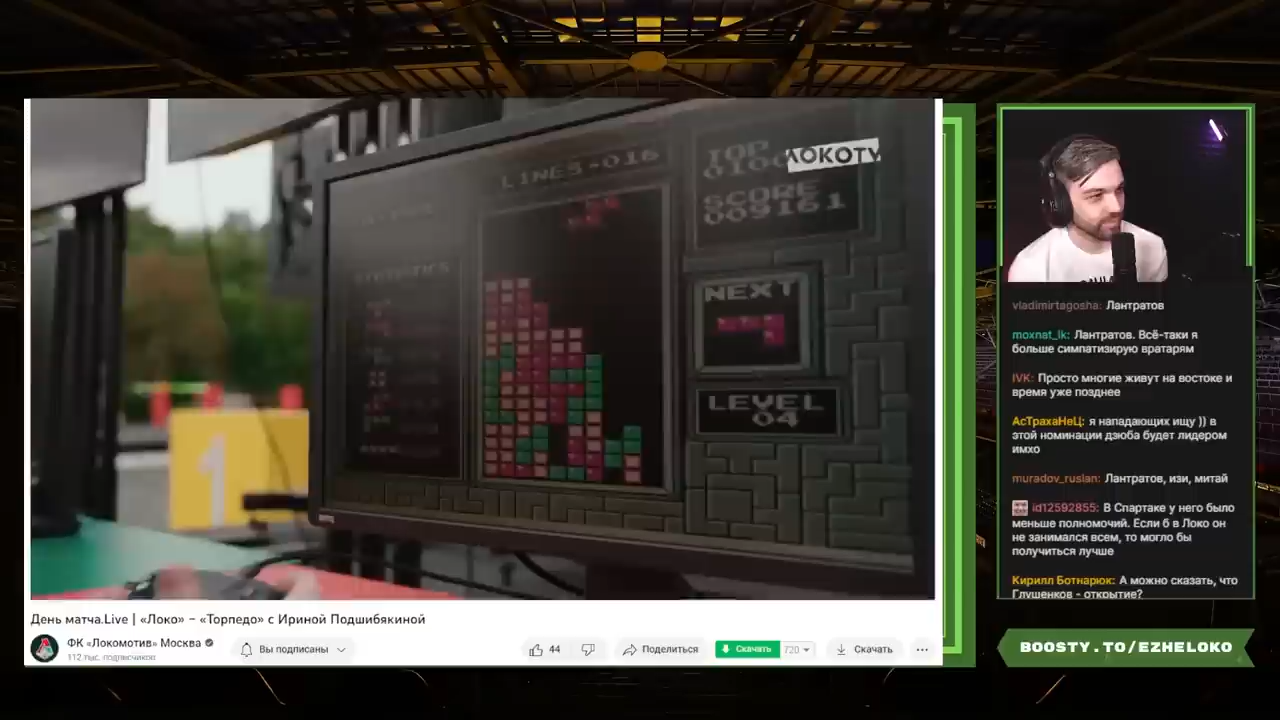 LINES-016
TOP
0100
ЛОКОTV
SCORE
009161
STATISTICS
NEXT
LEVEL
04
1
День матча.Live | «Локо» – «Торпедо» с Ириной Подшибякиной
ФК «Локомотив» Москва
112 тыс. подписчиков
Вы подписаны
44
Поделиться
Скачать
720
Скачать
vladimirtagosha: Лантратов
moxnat_lk: Лантратов. Всё-таки я
больше симпатизирую вратарям
IVK: Просто многие живут на востоке и
время уже позднее
АсТрахаНеЦ: я нападающих ищу )) в
этой номинации дзюба будет лидером
имхо
muradov_ruslan: Лантратов, изи, митай
id12592855: В Спартаке у него было
меньше полномочий. Если б в Локо он
не занимался всем, то могло бы
получиться лучше
Кирилл Ботнарюк: А можно сказать, что
Глушенков - открытие?
BOOSTY.TO/EZHELOKO